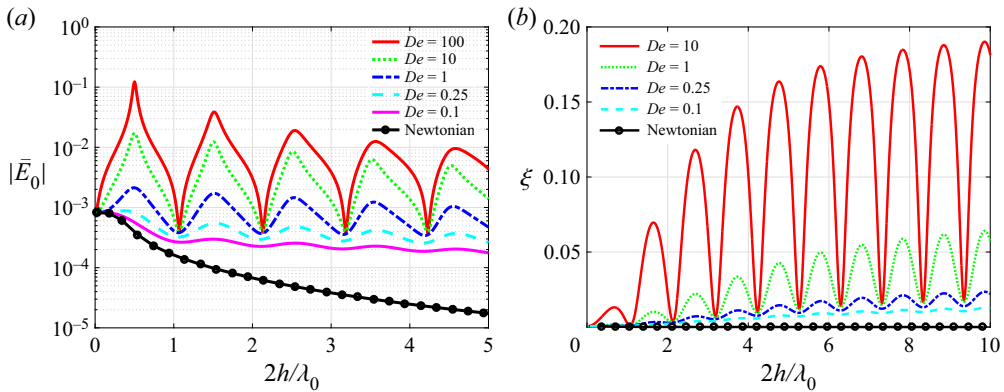 (a)
10⁰
10⁻¹
10⁻²
10⁻³
10⁻⁴
10⁻⁵
|Ē₀|
De = 100
De = 10
De = 1
De = 0.25
De = 0.1
Newtonian
0 1 2 3 4 5
2h/λ₀
(b)
0.20
0.15
0.10
0.05
ξ
De = 10
De = 1
De = 0.25
De = 0.1
Newtonian
0 2 4 6 8 10
2h/λ₀